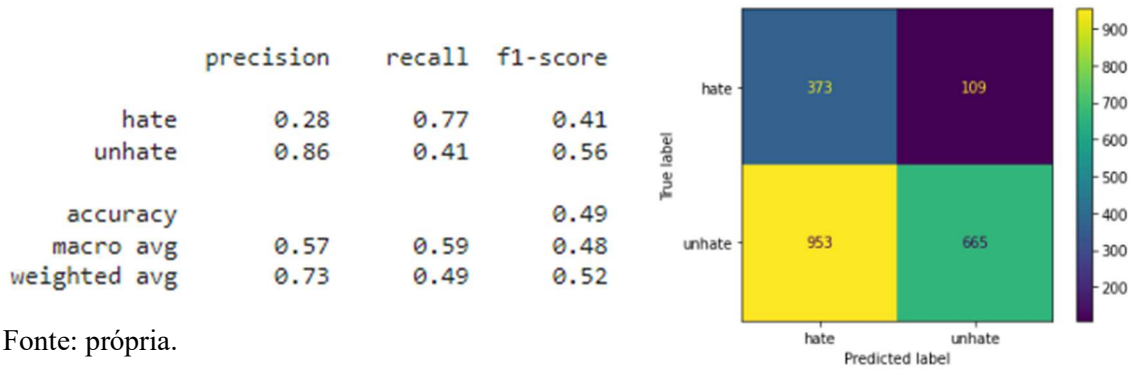 precision recall f1-score
hate 0.28 0.77 0.41
unhate 0.86 0.41 0.56
accuracy 0.49
macro avg 0.57 0.59 0.48
weighted avg 0.73 0.49 0.52
Fonte: própria.
True label
hate 373 109
unhate 953 665
hate unhate
Predicted label
900
800
700
600
500
400
300
200